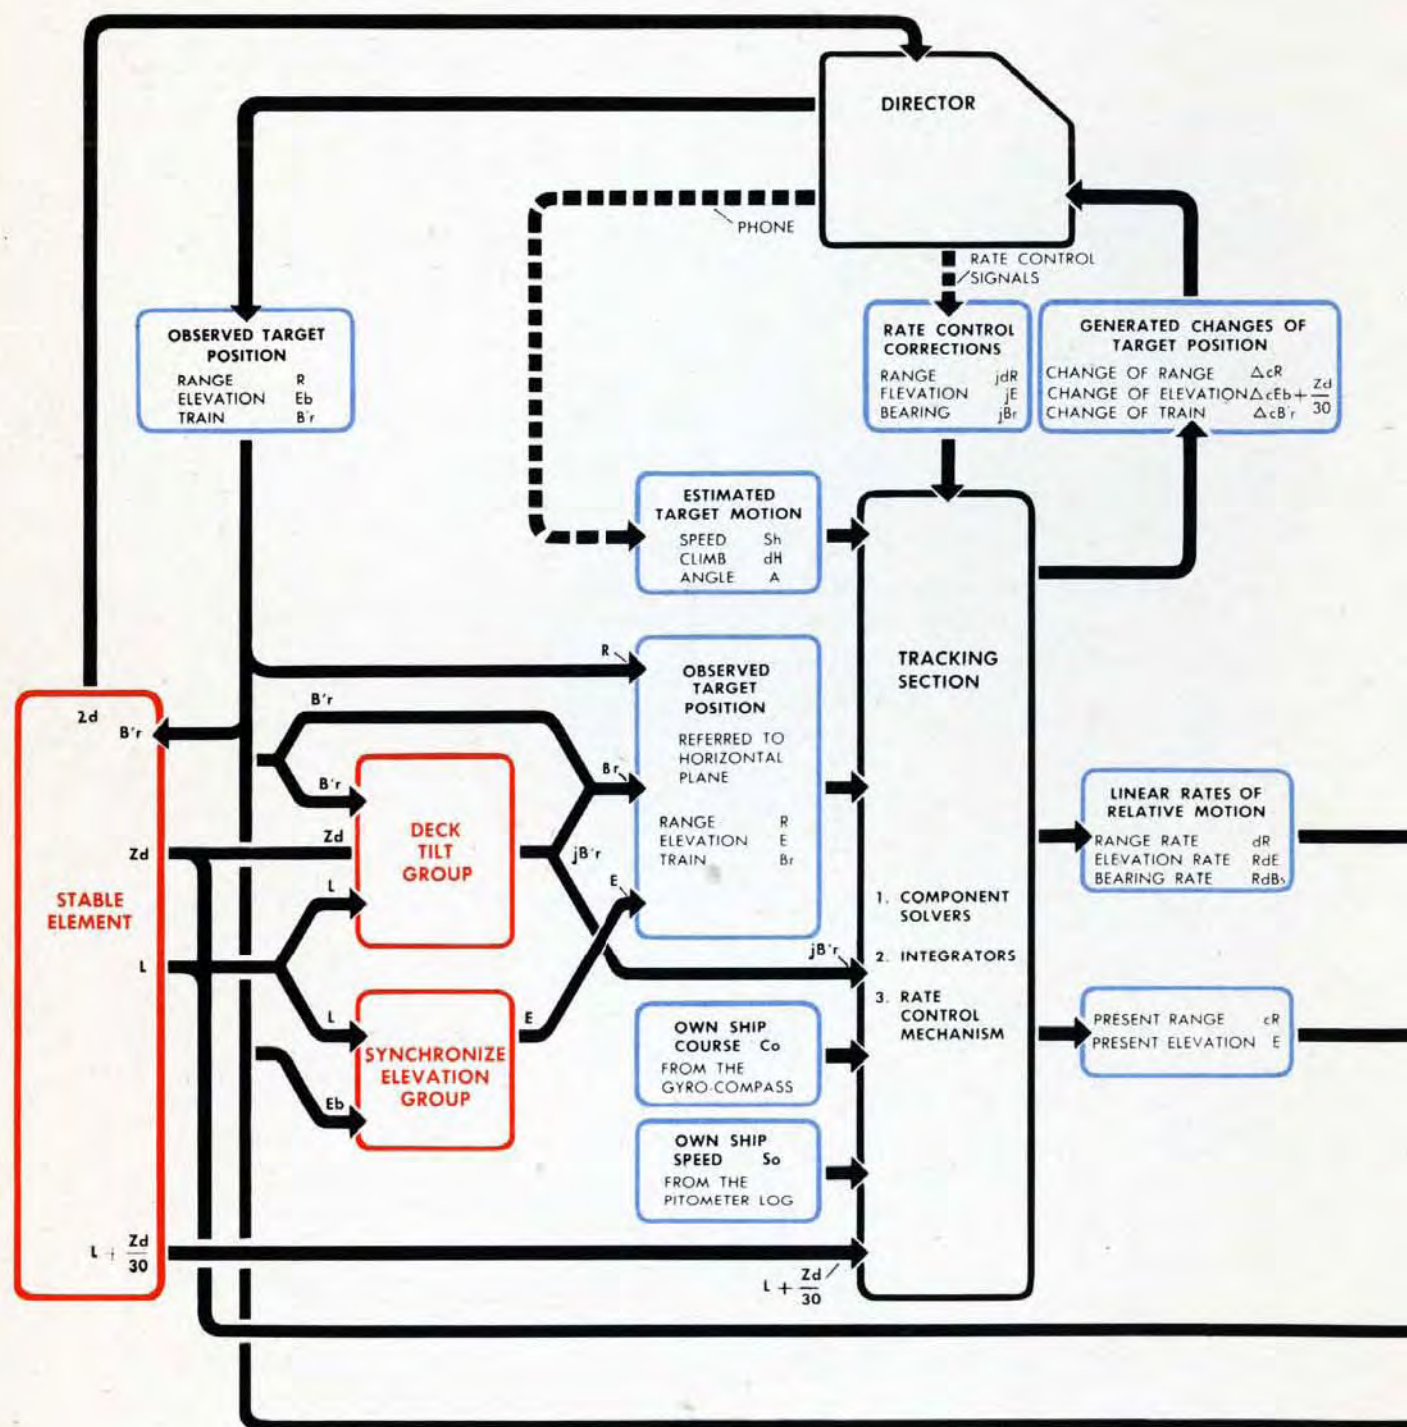 DIRECTOR
PHONE
RATE CONTROL
SIGNALS
OBSERVED TARGET
POSITION
RANGE R
ELEVATION Eb
TRAIN B'r
RATE CONTROL
CORRECTIONS
RANGE jdR
ELEVATION jE
BEARING jBr
GENERATED CHANGES OF
TARGET POSITION
CHANGE OF RANGE ΔcR
CHANGE OF ELEVATION ΔcEb + Zd/30
CHANGE OF TRAIN ΔcB'r
ESTIMATED
TARGET MOTION
SPEED Sh
CLIMB dH
ANGLE A
TRACKING
SECTION
1. COMPONENT
SOLVERS
2. INTEGRATORS
3. RATE
CONTROL
MECHANISM
R
OBSERVED
TARGET
POSITION
REFERRED TO
HORIZONTAL
PLANE
RANGE R
ELEVATION E
TRAIN Br
Zd
B'r
STABLE
ELEMENT
Zd
L
L + Zd/30
B'r
B'r
Zd
L
DECK
TILT
GROUP
Br
jB'r
E
jB'r
L
Eb
SYNCHRONIZE
ELEVATION
GROUP
E
OWN SHIP
COURSE Co
FROM THE
GYRO-COMPASS
OWN SHIP
SPEED So
FROM THE
PITOMETER LOG
L + Zd/30
LINEAR RATES OF
RELATIVE MOTION
RANGE RATE dR
ELEVATION RATE RdE
BEARING RATE RdBs
PRESENT RANGE cR
PRESENT ELEVATION E